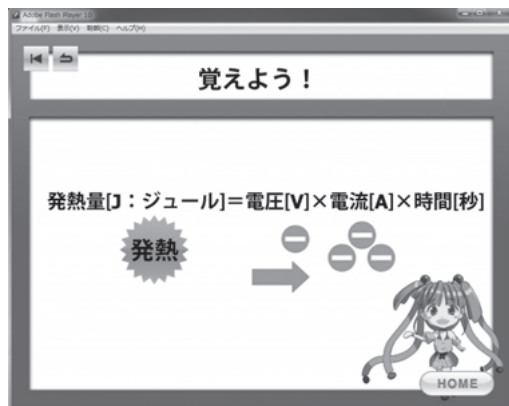 Adobe Flash Player 10
ファイル(F) 表示(V) 制御(C) ヘルプ(H)
覚えよう！
発熱量[J：ジュール]＝電圧[V]×電流[A]×時間[秒]
発熱
HOME